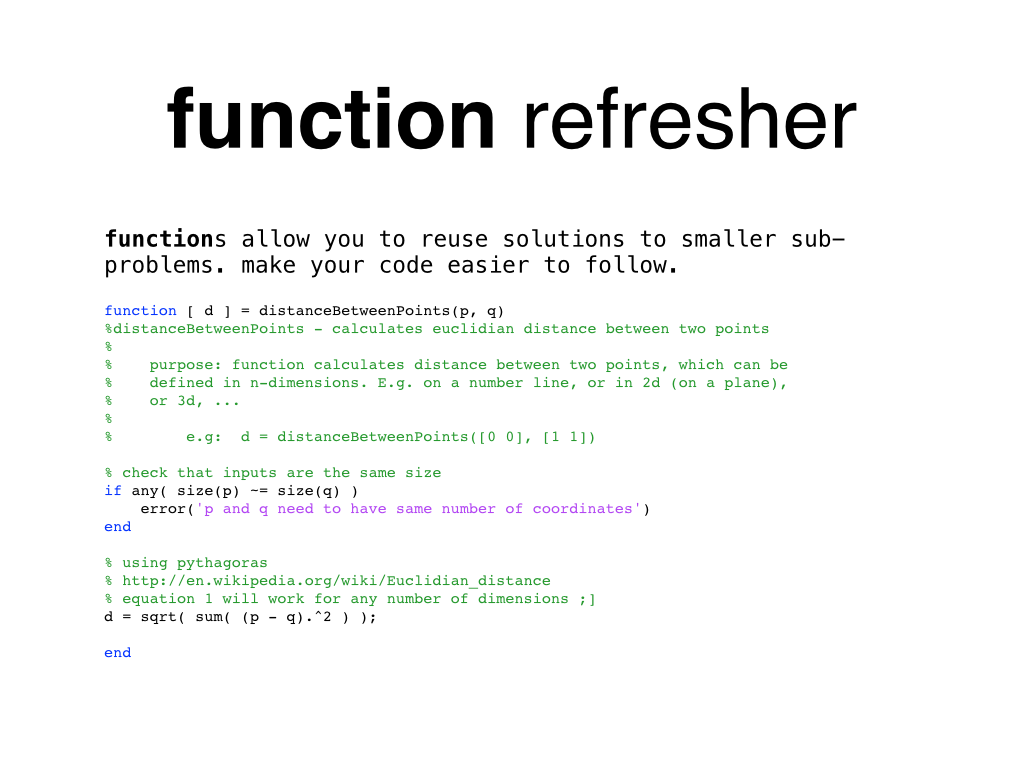 function refresher
functions allow you to reuse solutions to smaller sub-
problems. make your code easier to follow.
function [ d ] = distanceBetweenPoints(p, q)
%distanceBetweenPoints - calculates euclidian distance between two points
%
%    purpose: function calculates distance between two points, which can be
%    defined in n-dimensions. E.g. on a number line, or in 2d (on a plane),
%    or 3d, ...
%
%        e.g:  d = distanceBetweenPoints([0 0], [1 1])
% check that inputs are the same size
if any( size(p) ~= size(q) )
    error('p and q need to have same number of coordinates')
end
% using pythagoras
% http://en.wikipedia.org/wiki/Euclidian_distance
% equation 1 will work for any number of dimensions ;]
d = sqrt( sum( (p - q).^2 ) );
end